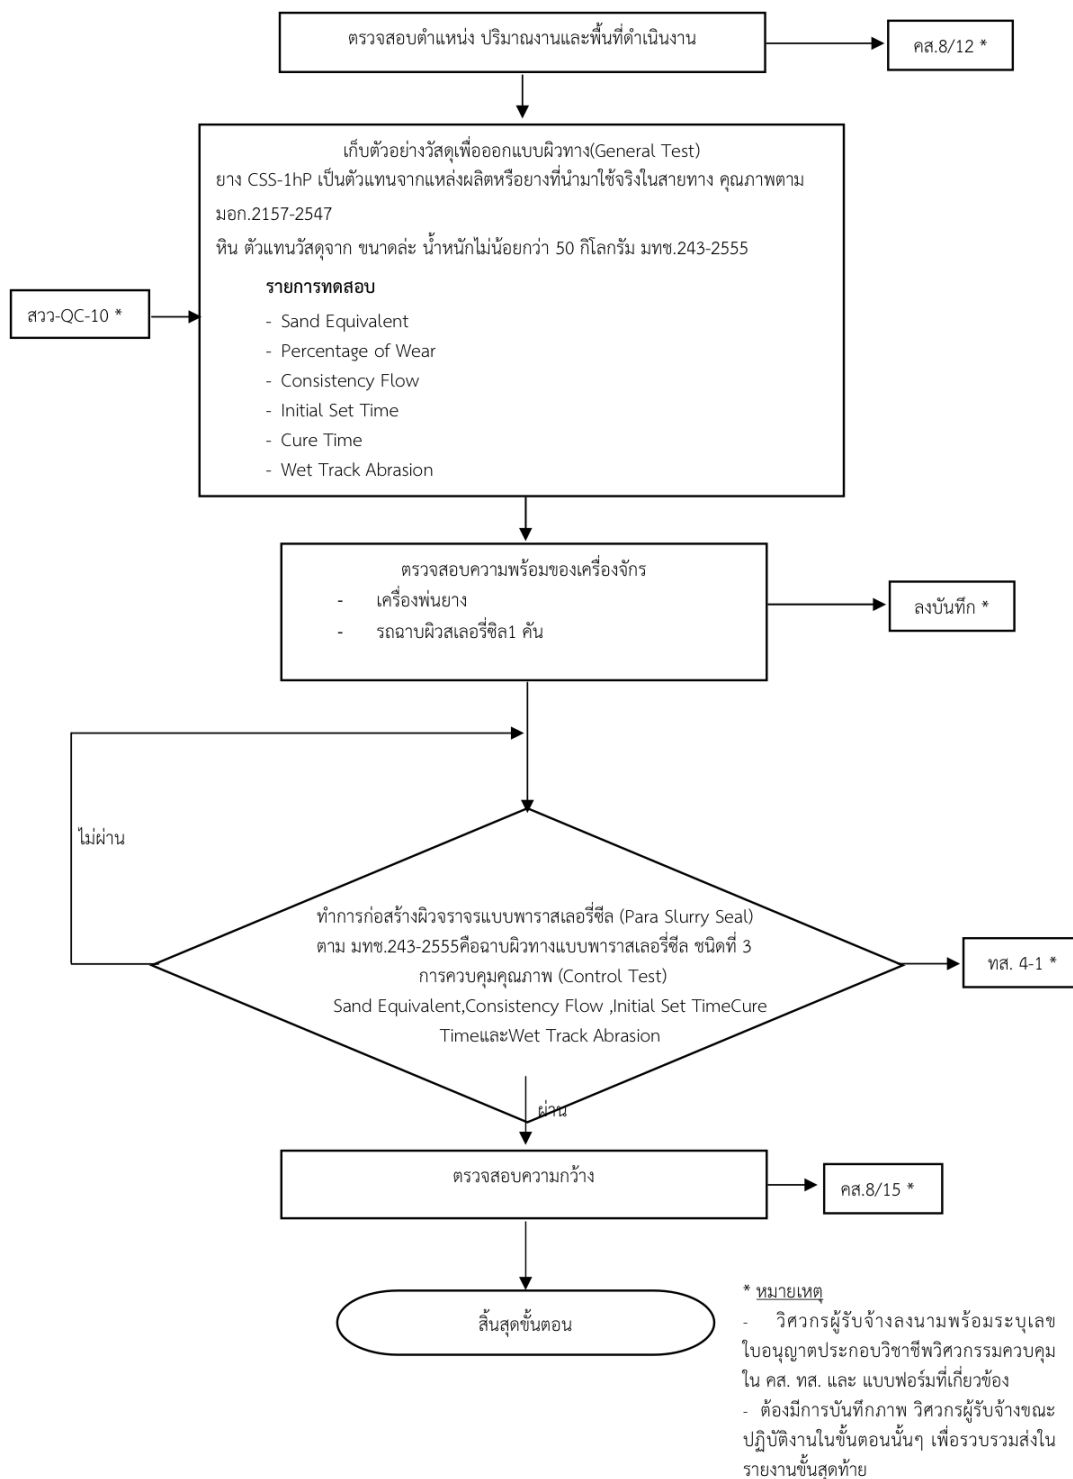 ตรวจสอบตำแหน่ง ปริมาณงานและพื้นที่ดำเนินงาน
คส.8/12 *
เก็บตัวอย่างวัสดุเพื่อออกแบบผิวทาง(General Test)
ยาง CSS-1hP เป็นตัวแทนจากแหล่งผลิตหรือยางที่นำมาใช้จริงในสายทาง คุณภาพตาม
มอก.2157-2547
หิน ตัวแทนวัสดุจาก ขนาดล่ะ น้ำหนักไม่น้อยกว่า 50 กิโลกรัม มทช.243-2555
รายการทดสอบ
สวว-QC-10 *
- Sand Equivalent
- Percentage of Wear
- Consistency Flow
- Initial Set Time
- Cure Time
- Wet Track Abrasion
ตรวจสอบความพร้อมของเครื่องจักร
- เครื่องพ่นยาง
- รถฉาบผิวสเลอรี่ซิล1 คัน
ลงบันทึก *
ไม่ผ่าน
ทำการก่อสร้างผิวจราจรแบบพาราสเลอรี่ซีล (Para Slurry Seal)
ตาม มทช.243-2555คือฉาบผิวทางแบบพาราสเลอรี่ซีล ชนิดที่ 3
การควบคุมคุณภาพ (Control Test)
Sand Equivalent,Consistency Flow ,Initial Set TimeCure
TimeและWet Track Abrasion
ทส. 4-1 *
ผ่าน
ตรวจสอบความกว้าง
คส.8/15 *
สิ้นสุดขั้นตอน
* หมายเหตุ
- วิศวกรผู้รับจ้างลงนามพร้อมระบุเลข
ใบอนุญาตประกอบวิชาชีพวิศวกรรมควบคุม
ใน คส. ทส. และ แบบฟอร์มที่เกี่ยวข้อง
- ต้องมีการบันทึกภาพ วิศวกรผู้รับจ้างขณะ
ปฏิบัติงานในขั้นตอนนั้นๆ เพื่อรวบรวมส่งใน
รายงานขั้นสุดท้าย